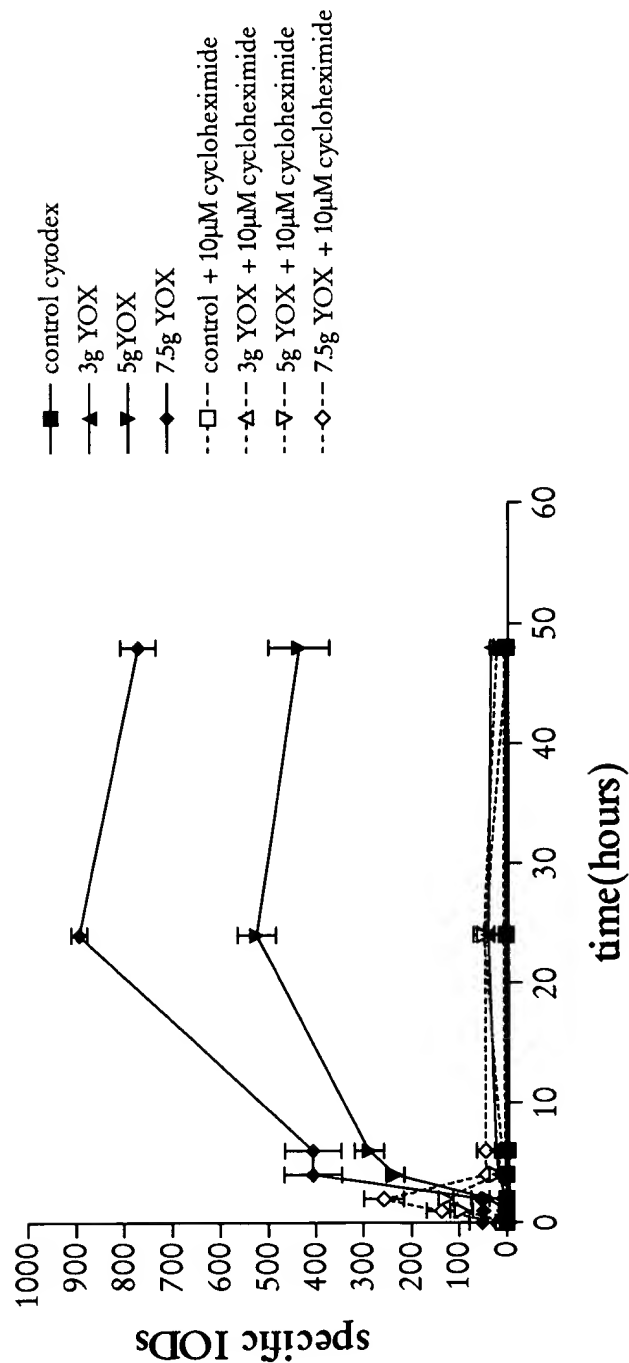 control cytodex
3g YOX
5gYOX
7.5g YOX
control + 10µM cycloheximide
3g YOX + 10µM cycloheximide
5g YOX + 10µM cycloheximide
7.5g YOX + 10µM cycloheximide
specific IODs
1000
900
800
700
600
500
400
300
200
100
0
0
10
20
30
40
50
60
time(hours)